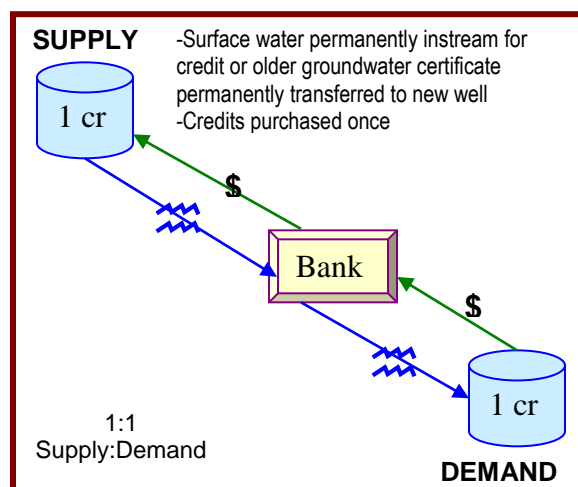 SUPPLY
-Surface water permanently instream for
credit or older groundwater certificate
permanently transferred to new well
-Credits purchased once
1 cr
$
Bank
$
1 cr
1:1
Supply:Demand
DEMAND